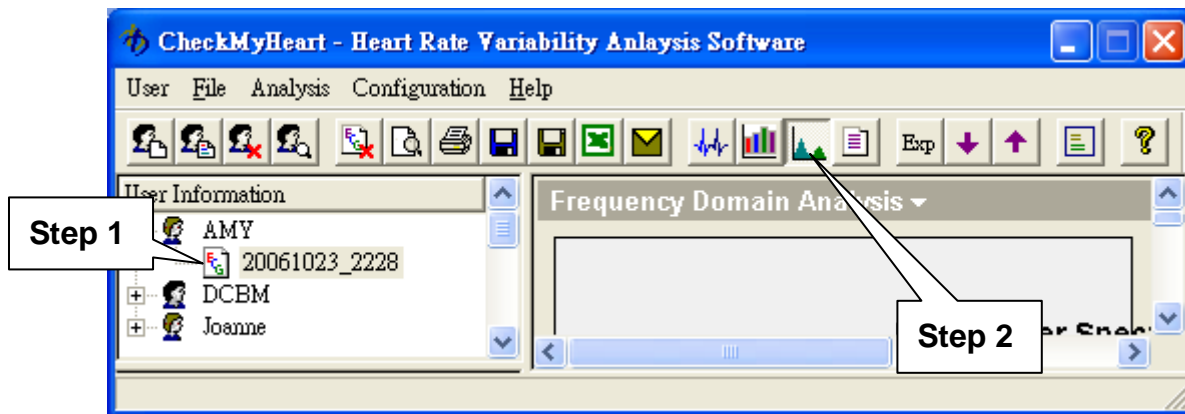 CheckMyHeart - Heart Rate Variability Anlaysis Software
User File Analysis Configuration Help
Exp
User Information
Frequency Domain Analysis
Step 1
AMY
20061023_2228
DCBM
Joanne
Step 2